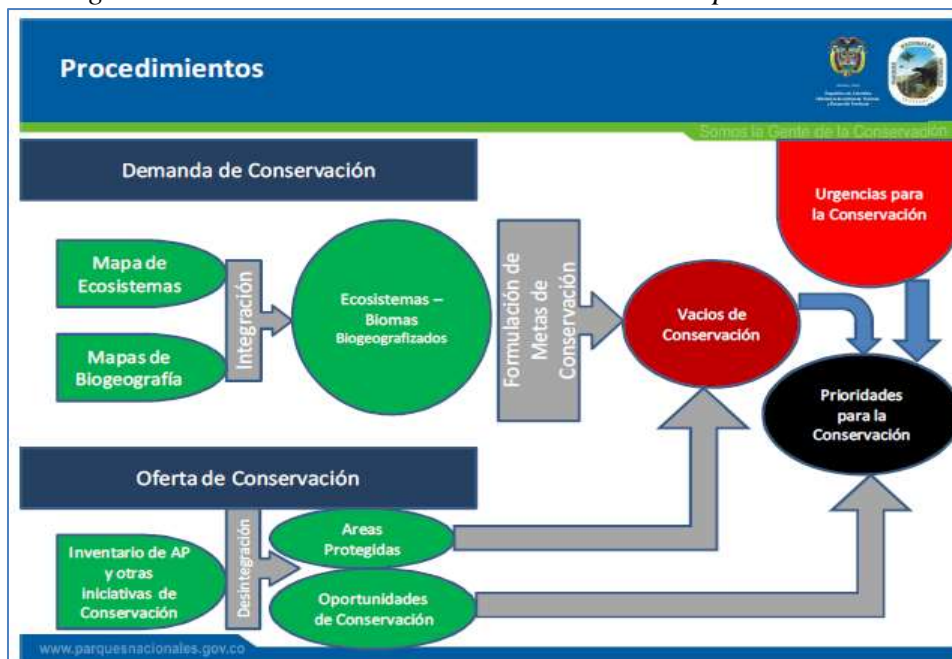 Procedimientos
Somos la Gente de la Conservación
Demanda de Conservación
Urgencias para
la Conservación
Mapa de
Ecosistemas
Mapas de
Biogeografía
Integración
Ecosistemas –
Biomas
Biogeografizados
Formulación de
Metas de
Conservación
Vacios de
Conservación
Prioridades
para la
Conservación
Oferta de Conservación
Inventario de AP
y otras
iniciativas de
Conservación
Desintegración
Areas
Protegidas
Oportunidades
de Conservación
www.parquesnacionales.gov.co